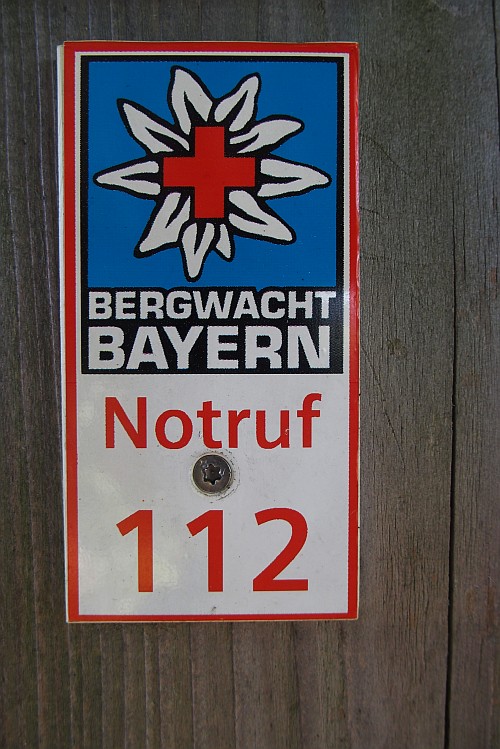 BERGWACHT
BAYERN
Notruf
112